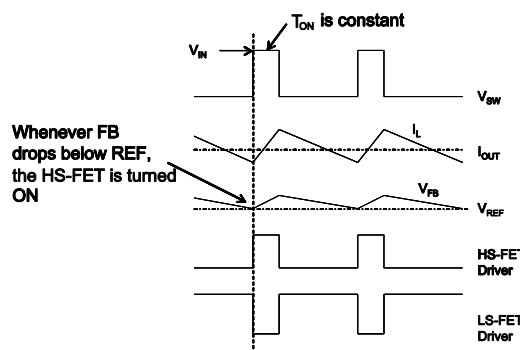 T_ON is constant
V_IN
V_SW
Whenever FB
drops below REF,
the HS-FET is turned
ON
I_L
I_OUT
V_FB
V_REF
HS-FET
Driver
LS-FET
Driver